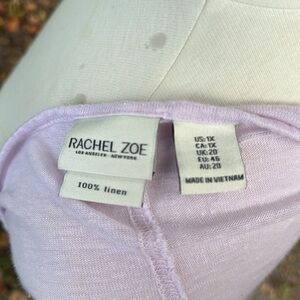 RACHEL ZOE
LOS ANGELES - NEW YORK
100% linen
US: 1X
CA: 1X
UK: 20
EU: 46
AU: 20
MADE IN VIETNAM